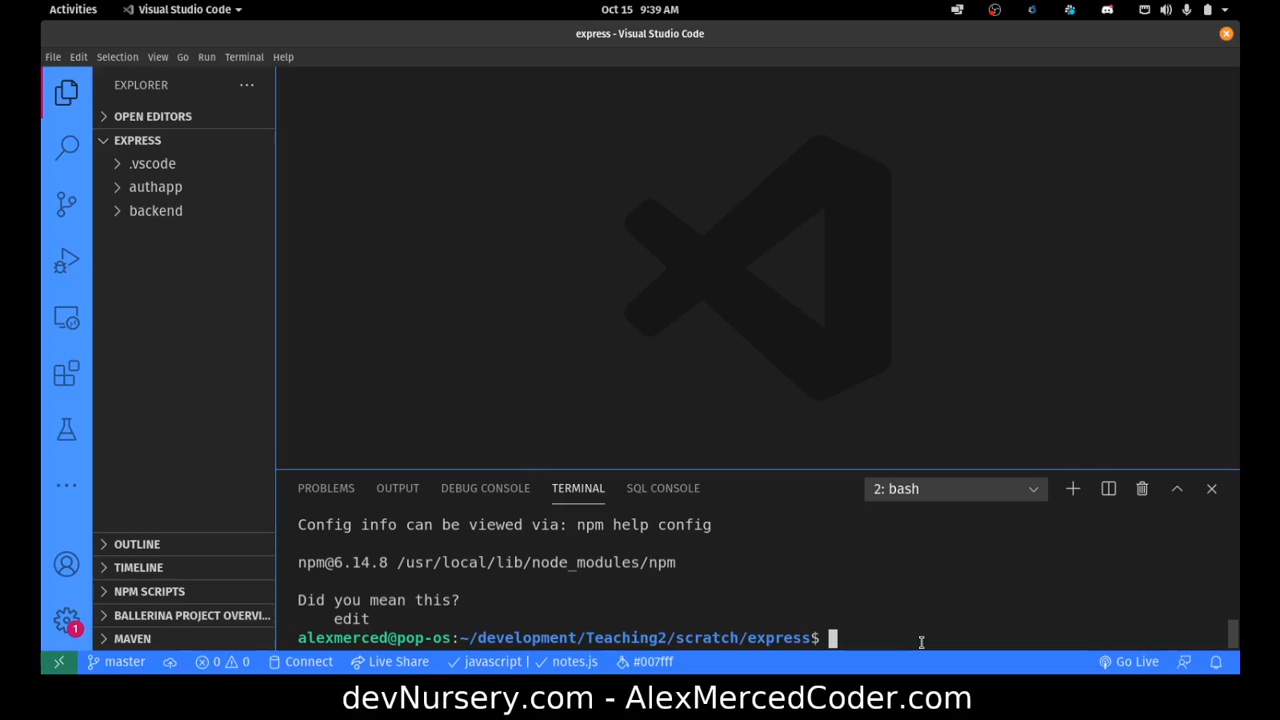 Activities
Visual Studio Code
Oct 15 9:39 AM
express - Visual Studio Code
File Edit Selection View Go Run Terminal Help
EXPLORER
OPEN EDITORS
EXPRESS
.vscode
authapp
backend
OUTLINE
TIMELINE
NPM SCRIPTS
BALLERINA PROJECT OVERVI...
MAVEN
PROBLEMS OUTPUT DEBUG CONSOLE TERMINAL SQL CONSOLE
2: bash
Config info can be viewed via: npm help config
npm@6.14.8 /usr/local/lib/node_modules/npm
Did you mean this?
edit
alexmerced@pop-os:~/development/Teaching2/scratch/express$
1
master 0 0 Connect Live Share javascript | notes.js #007fff Go Live
devNursery.com - AlexMercedCoder.com